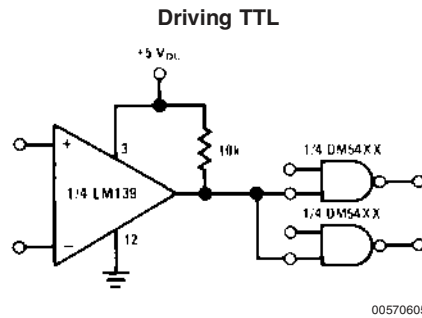 Driving TTL
+5 V
+
3
10k
1/4 DM54XX
1/4 LM139
1/4 DM54XX
−
12
00570605